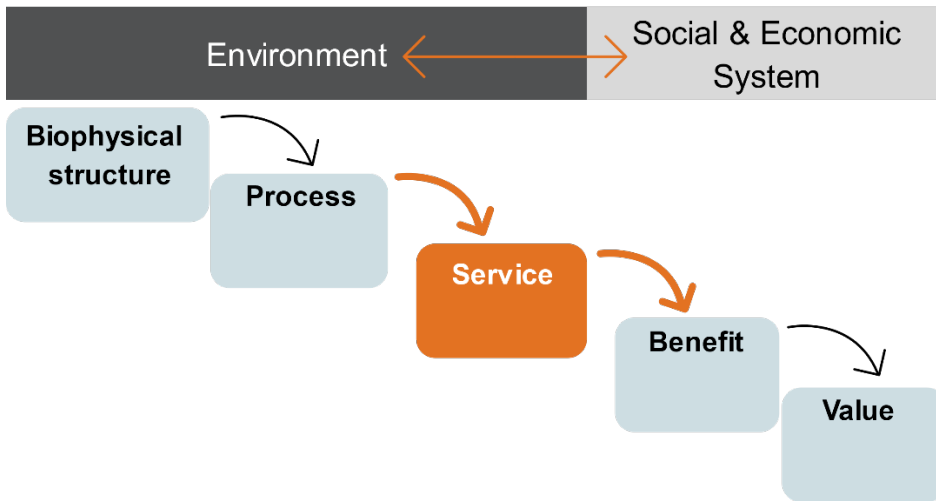 Environment
Social & Economic
System
Biophysical
structure
Process
Service
Benefit
Value